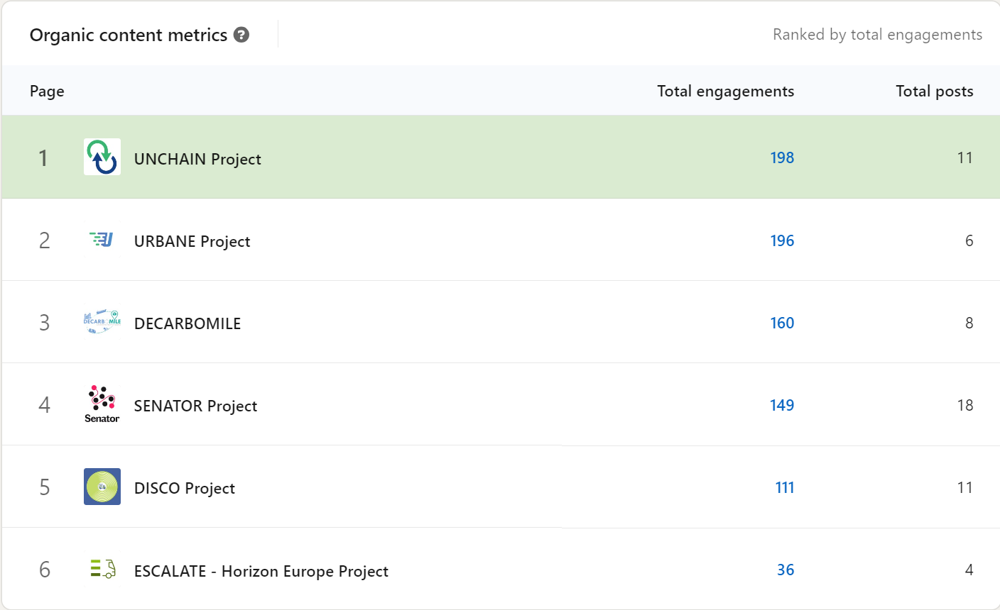 Organic content metrics ?
Ranked by total engagements
Page Total engagements Total posts
1 UNCHAIN Project 198 11
2 URBANE Project 196 6
3 DECARBOMILE DECARBOMILE 160 8
4 Senator SENATOR Project 149 18
5 DISCO Project 111 11
6 ESCALATE - Horizon Europe Project 36 4